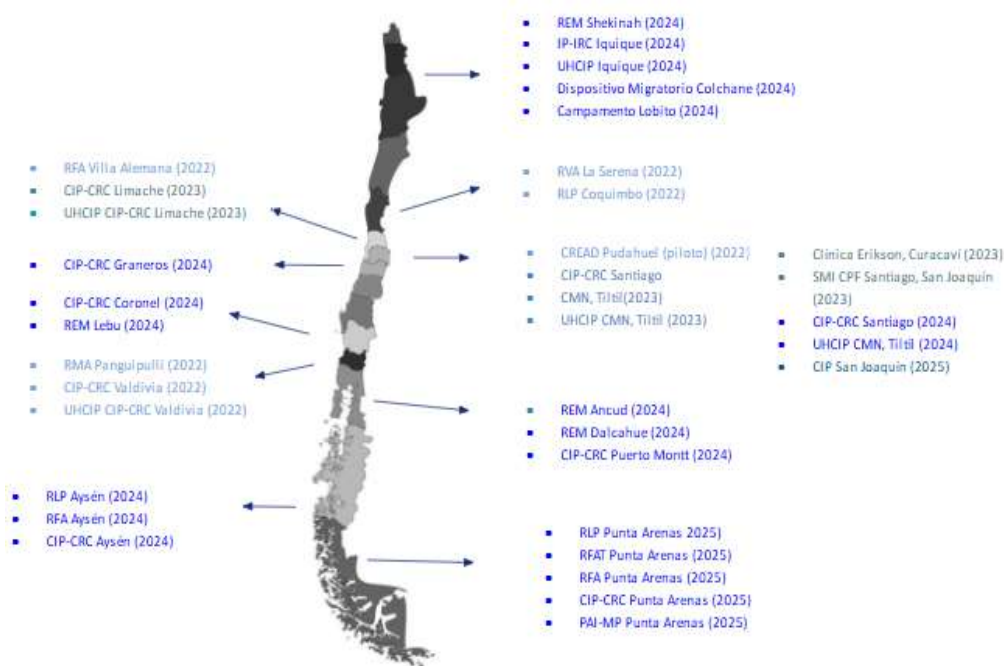 REM Shekinah (2024)
IP-IRC Iquique (2024)
UHCIP Iquique (2024)
Dispositivo Migratorio Colchane (2024)
Campamento Lobito (2024)
RFA Villa Alemana (2022)
CIP-CRC Limache (2023)
UHCIP CIP-CRC Limache (2023)
RVA La Serena (2022)
RLP Coquimbo (2022)
CIP-CRC Graneros (2024)
CREAD Pudahuel (piloto) (2022)
CIP-CRC Santiago
CMN, Tiltil(2023)
UHCIP CMN, Tiltil (2023)
Clínica Erikson, Curacaví (2023)
SMI CPF Santiago, San Joaquín
(2023)
CIP-CRC Santiago (2024)
UHCIP CMN, Tiltil (2024)
CIP San Joaquín (2025)
CIP-CRC Coronel (2024)
REM Lebu (2024)
RMA Panguipulli (2022)
CIP-CRC Valdivia (2022)
UHCIP CIP-CRC Valdivia (2022)
REM Ancud (2024)
REM Dalcahue (2024)
CIP-CRC Puerto Montt (2024)
RLP Aysén (2024)
RFA Aysén (2024)
CIP-CRC Aysén (2024)
RLP Punta Arenas 2025)
RFAT Punta Arenas (2025)
RFA Punta Arenas (2025)
CIP-CRC Punta Arenas (2025)
PAI-MP Punta Arenas (2025)